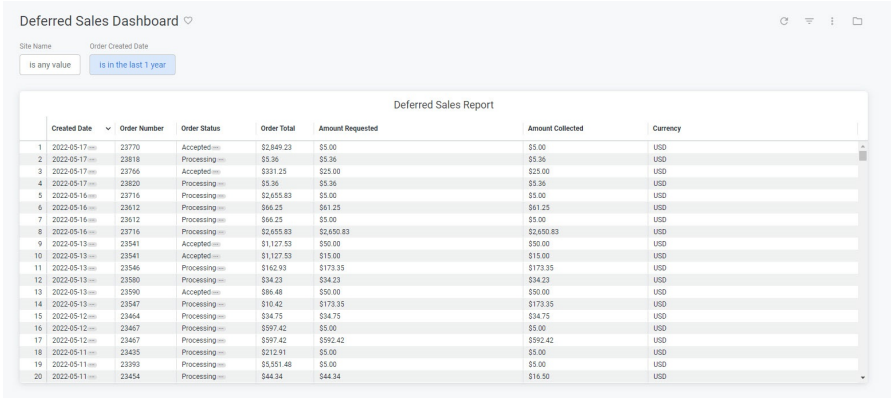 Deferred Sales Dashboard
Site Name Order Created Date
is any value is in the last 1 year
Deferred Sales Report
Created Date Order Number Order Status Order Total Amount Requested Amount Collected Currency
1 2022-05-17 23770 Accepted $2,849.23 $5.00 $5.00 USD
2 2022-05-17 23818 Processing $5.36 $5.36 $5.36 USD
3 2022-05-17 23766 Accepted $331.25 $25.00 $25.00 USD
4 2022-05-17 23820 Processing $5.36 $5.36 $5.36 USD
5 2022-05-16 23716 Processing $2,655.83 $5.00 $5.00 USD
6 2022-05-16 23612 Processing $66.25 $61.25 $61.25 USD
7 2022-05-16 23612 Processing $66.25 $5.00 $5.00 USD
8 2022-05-16 23716 Processing $2,655.83 $2,650.83 $2,650.83 USD
9 2022-05-13 23541 Accepted $1,127.53 $50.00 $50.00 USD
10 2022-05-13 23541 Accepted $1,127.53 $15.00 $15.00 USD
11 2022-05-13 23546 Processing $162.93 $173.35 $173.35 USD
12 2022-05-13 23580 Processing $34.23 $34.23 $34.23 USD
13 2022-05-13 23590 Accepted $86.48 $50.00 $50.00 USD
14 2022-05-13 23547 Processing $10.42 $173.35 $173.35 USD
15 2022-05-12 23464 Processing $34.75 $34.75 $34.75 USD
16 2022-05-12 23467 Processing $597.42 $5.00 $5.00 USD
17 2022-05-12 23467 Processing $597.42 $592.42 $592.42 USD
18 2022-05-11 23435 Processing $212.91 $5.00 $5.00 USD
19 2022-05-11 23393 Processing $5,551.48 $5.00 $5.00 USD
20 2022-05-11 23454 Processing $44.34 $44.34 $16.50 USD